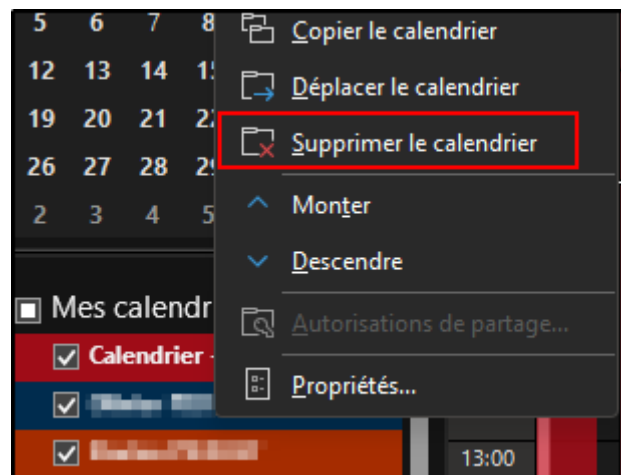 5 6 7 8
Copier le calendrier
12 13 14
Déplacer le calendrier
19 20 21
Supprimer le calendrier
26 27 28
Monter
2 3 4 5
Descendre
Mes calendr
Autorisations de partage...
Calendrier -
Propriétés...
13:00